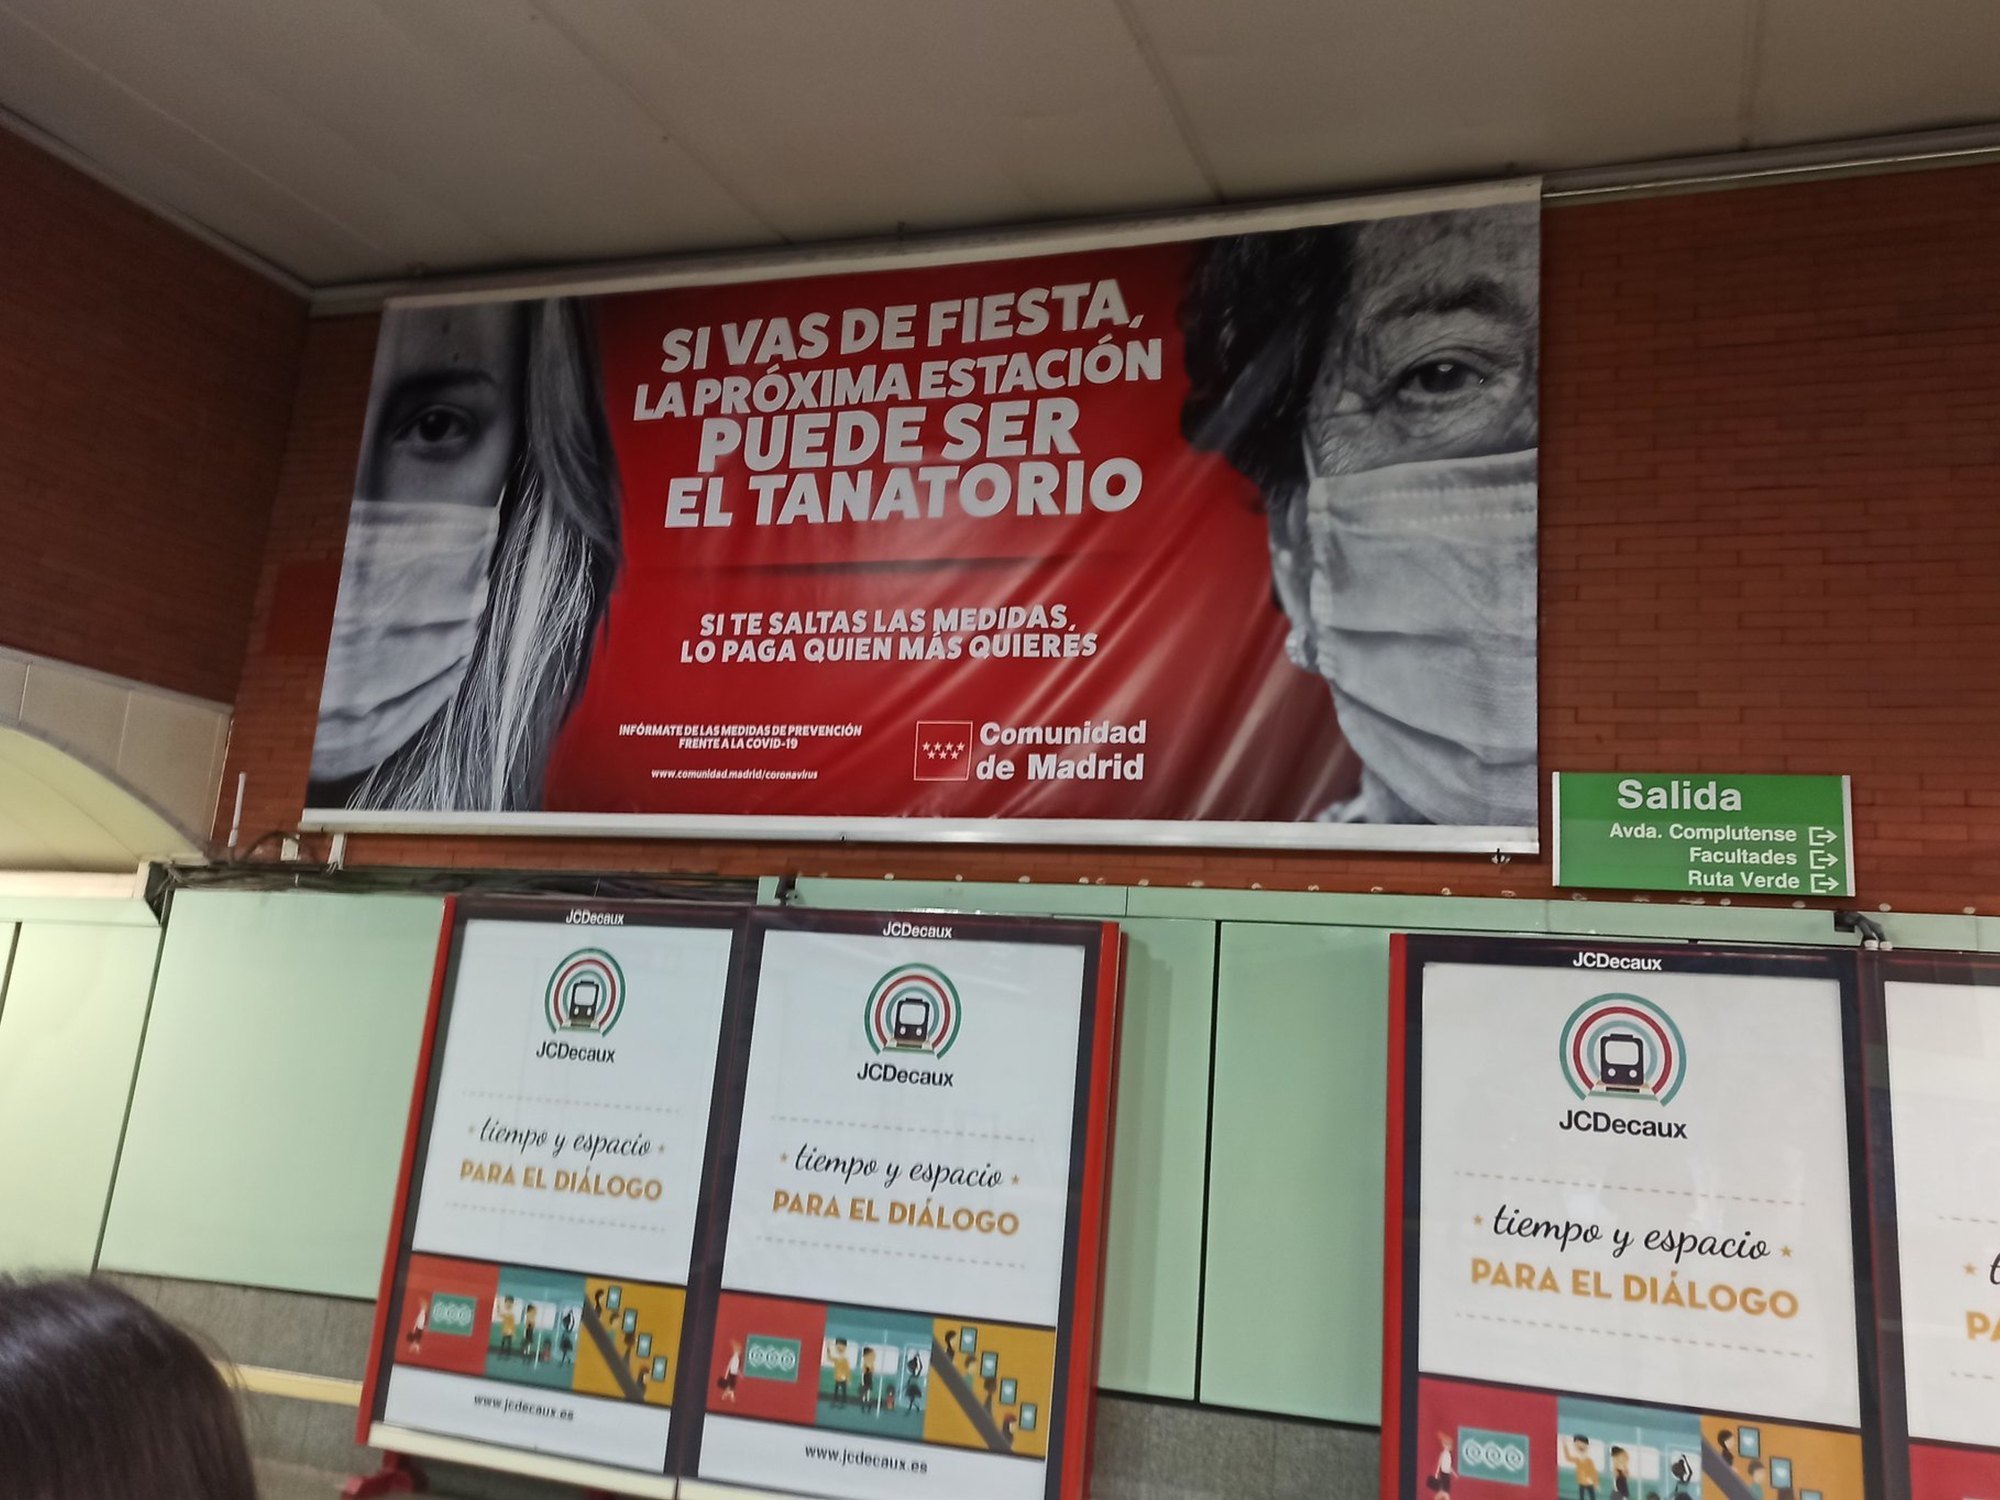 SI VAS DE FIESTA,
LA PRÓXIMA ESTACIÓN
PUEDE SER
EL TANATORIO
SI TE SALTAS LAS MEDIDAS,
LO PAGA QUIEN MÁS QUIERES
INFÓRMATE DE LAS MEDIDAS DE PREVENCIÓN
FRENTE A LA COVID-19
www.comunidad.madrid/coronavirus
Comunidad
de Madrid
Salida
Avda. Complutense
Facultades
Ruta Verde
JCDecaux
JCDecaux
tiempo y espacio
PARA EL DIÁLOGO
www.jcdecaux.es
JCDecaux
JCDecaux
tiempo y espacio
PARA EL DIÁLOGO
www.jcdecaux.es
JCDecaux
JCDecaux
tiempo y espacio
PARA EL DIÁLOGO